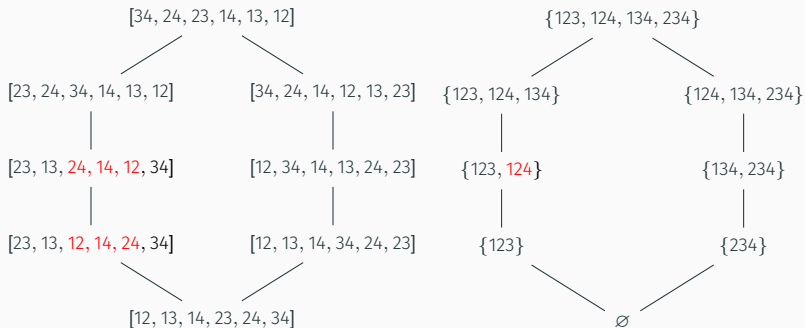 [34, 24, 23, 14, 13, 12]
{123, 124, 134, 234}
[23, 24, 34, 14, 13, 12]
[34, 24, 14, 12, 13, 23]
{123, 124, 134}
{124, 134, 234}
[23, 13, 24, 14, 12, 34]
[12, 34, 14, 13, 24, 23]
{123, 124}
{134, 234}
[23, 13, 12, 14, 24, 34]
[12, 13, 14, 34, 24, 23]
{123}
{234}
[12, 13, 14, 23, 24, 34]
∅